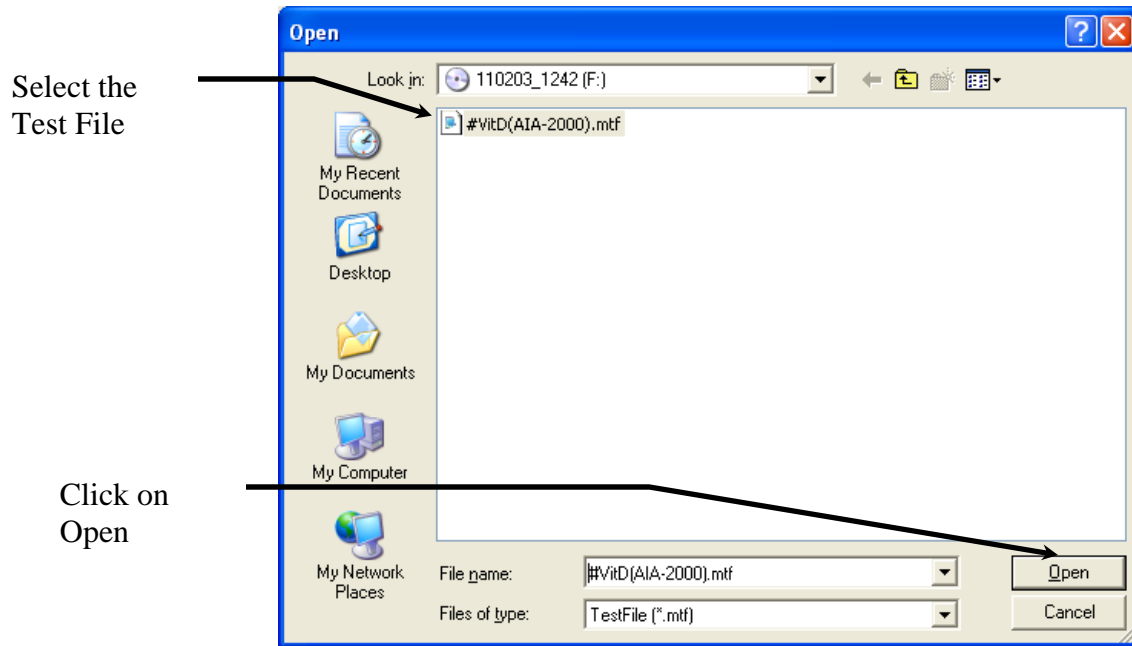 Open
Select the
Test File
Look in:
110203_1242 (F:)
#VitD(AIA-2000).mtf
My Recent
Documents
Desktop
My Documents
My Computer
My Network
Places
Click on
Open
File name:
#VitD(AIA-2000).mtf
Open
Files of type:
TestFile (*.mtf)
Cancel